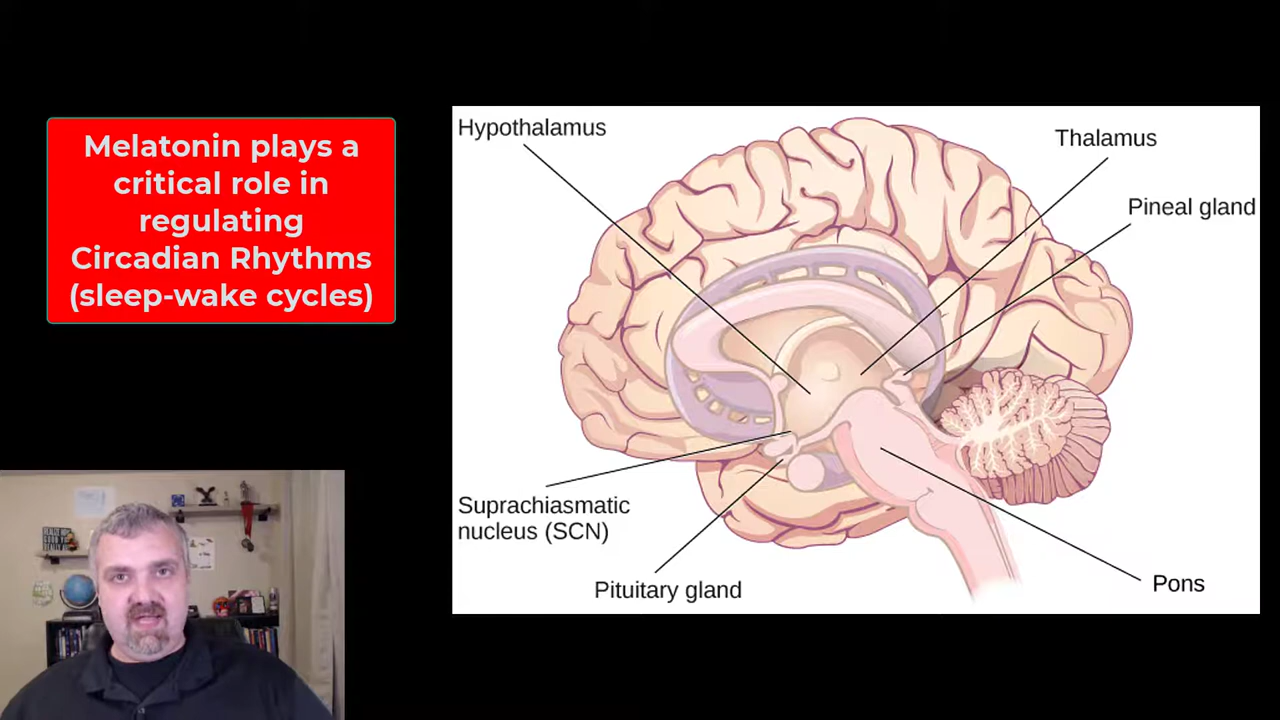 Melatonin plays a
critical role in
regulating
Circadian Rhythms
(sleep-wake cycles)
Hypothalamus
Thalamus
Pineal gland
Suprachiasmatic
nucleus (SCN)
Pituitary gland
Pons